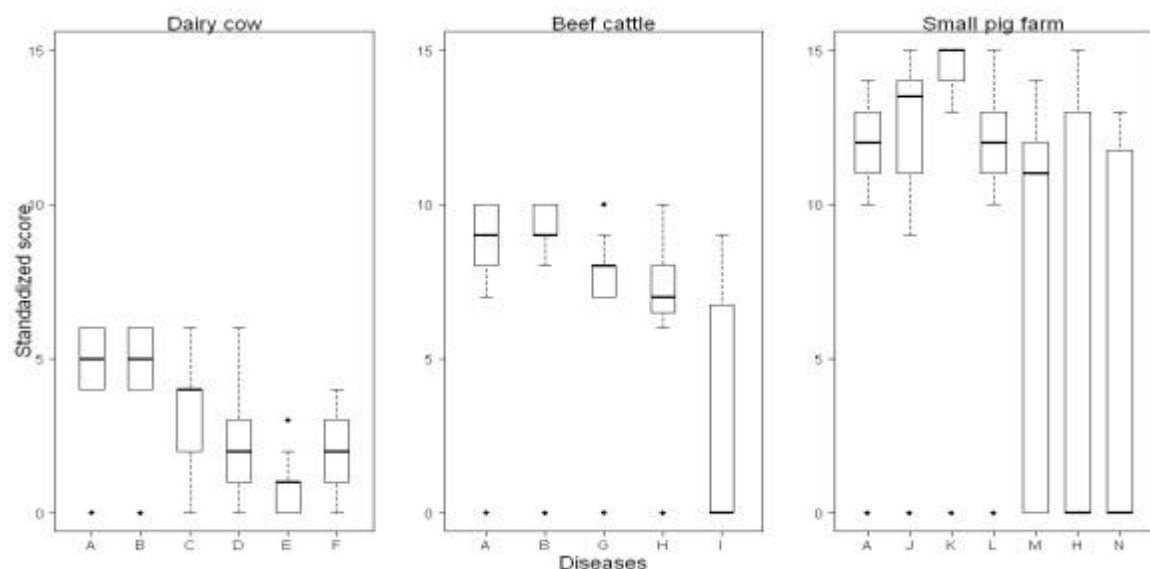 Dairy cow
Beef cattle
Small pig farm
Standadized score
15
10
5
0
15
10
5
0
15
10
5
0
A B C D E F
A B G H I
A J K L M H N
Diseases